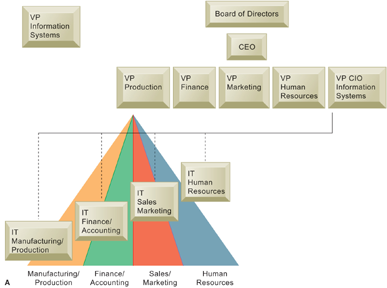 VP
Information
Systems
Board of Directors
CEO
VP
Production
VP
Finance
VP
Marketing
VP
Human
Resources
VP CIO
Information
Systems
IT
Human
Resources
IT
Sales
Marketing
IT
Finance/
Accounting
IT
Manufacturing/
Production
A
Manufacturing/
Production
Finance/
Accounting
Sales/
Marketing
Human
Resources